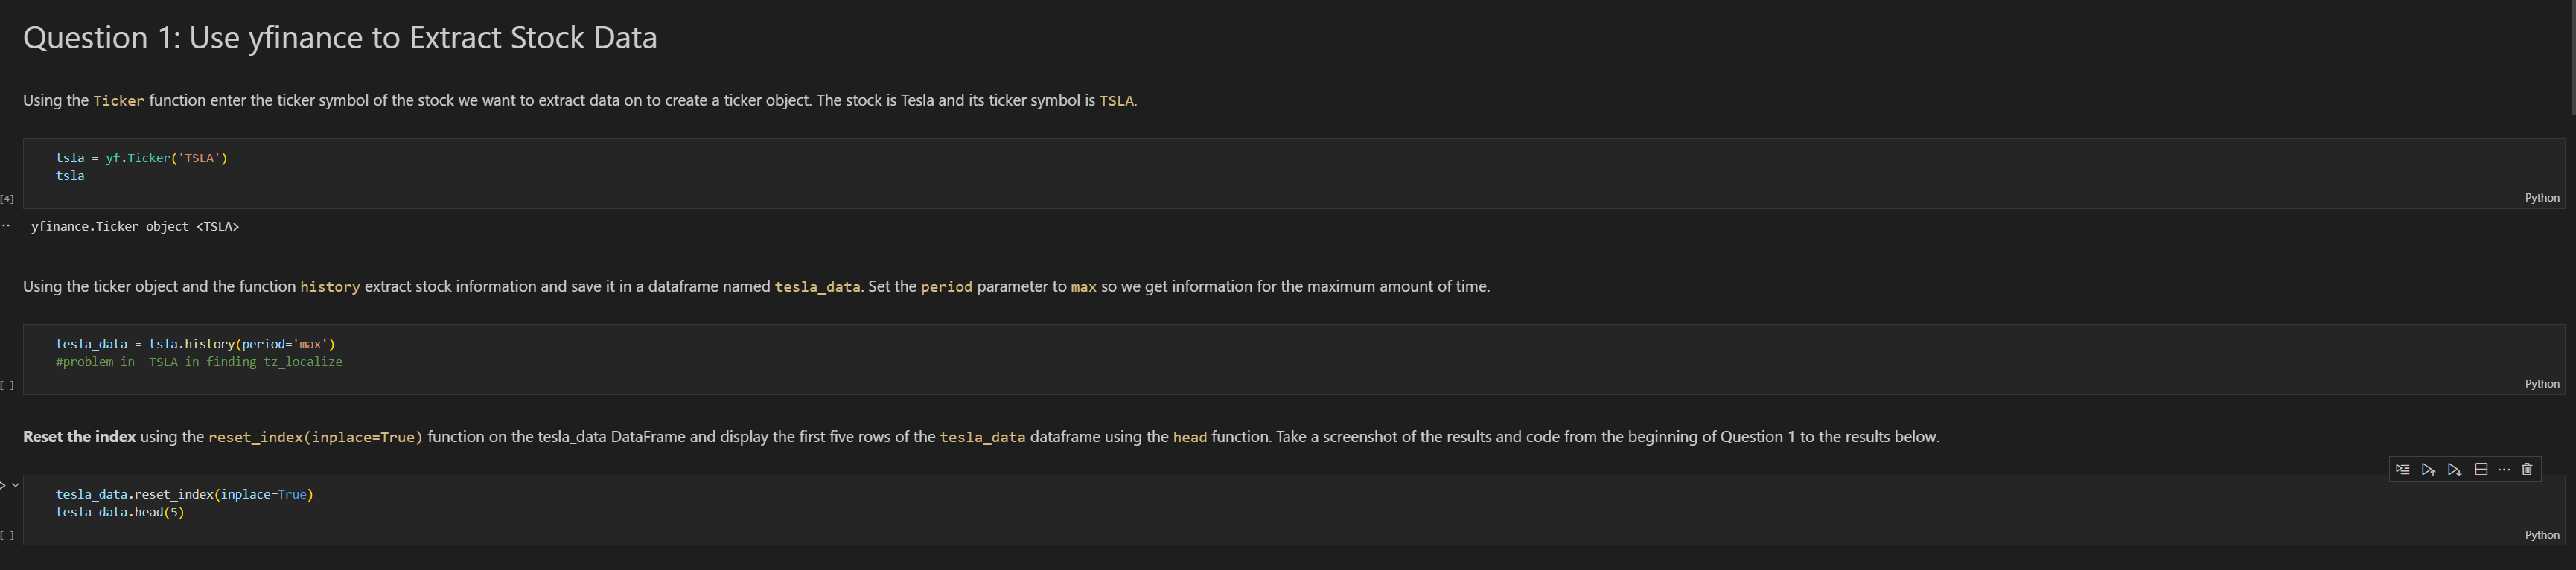 Question 1: Use yfinance to Extract Stock Data
Using the Ticker function enter the ticker symbol of the stock we want to extract data on to create a ticker object. The stock is Tesla and its ticker symbol is TSLA.
tsla = yf.Ticker('TSLA')
tsla
[4]
Python
yfinance.Ticker object <TSLA>
Using the ticker object and the function history extract stock information and save it in a dataframe named tesla_data. Set the period parameter to max so we get information for the maximum amount of time.
tesla_data = tsla.history(period='max')
#problem in  TSLA in finding tz_localize
[ ]
Python
Reset the index using the reset_index(inplace=True) function on the tesla_data DataFrame and display the first five rows of the tesla_data dataframe using the head function. Take a screenshot of the results and code from the beginning of Question 1 to the results below.
tesla_data.reset_index(inplace=True)
tesla_data.head(5)
[ ]
Python